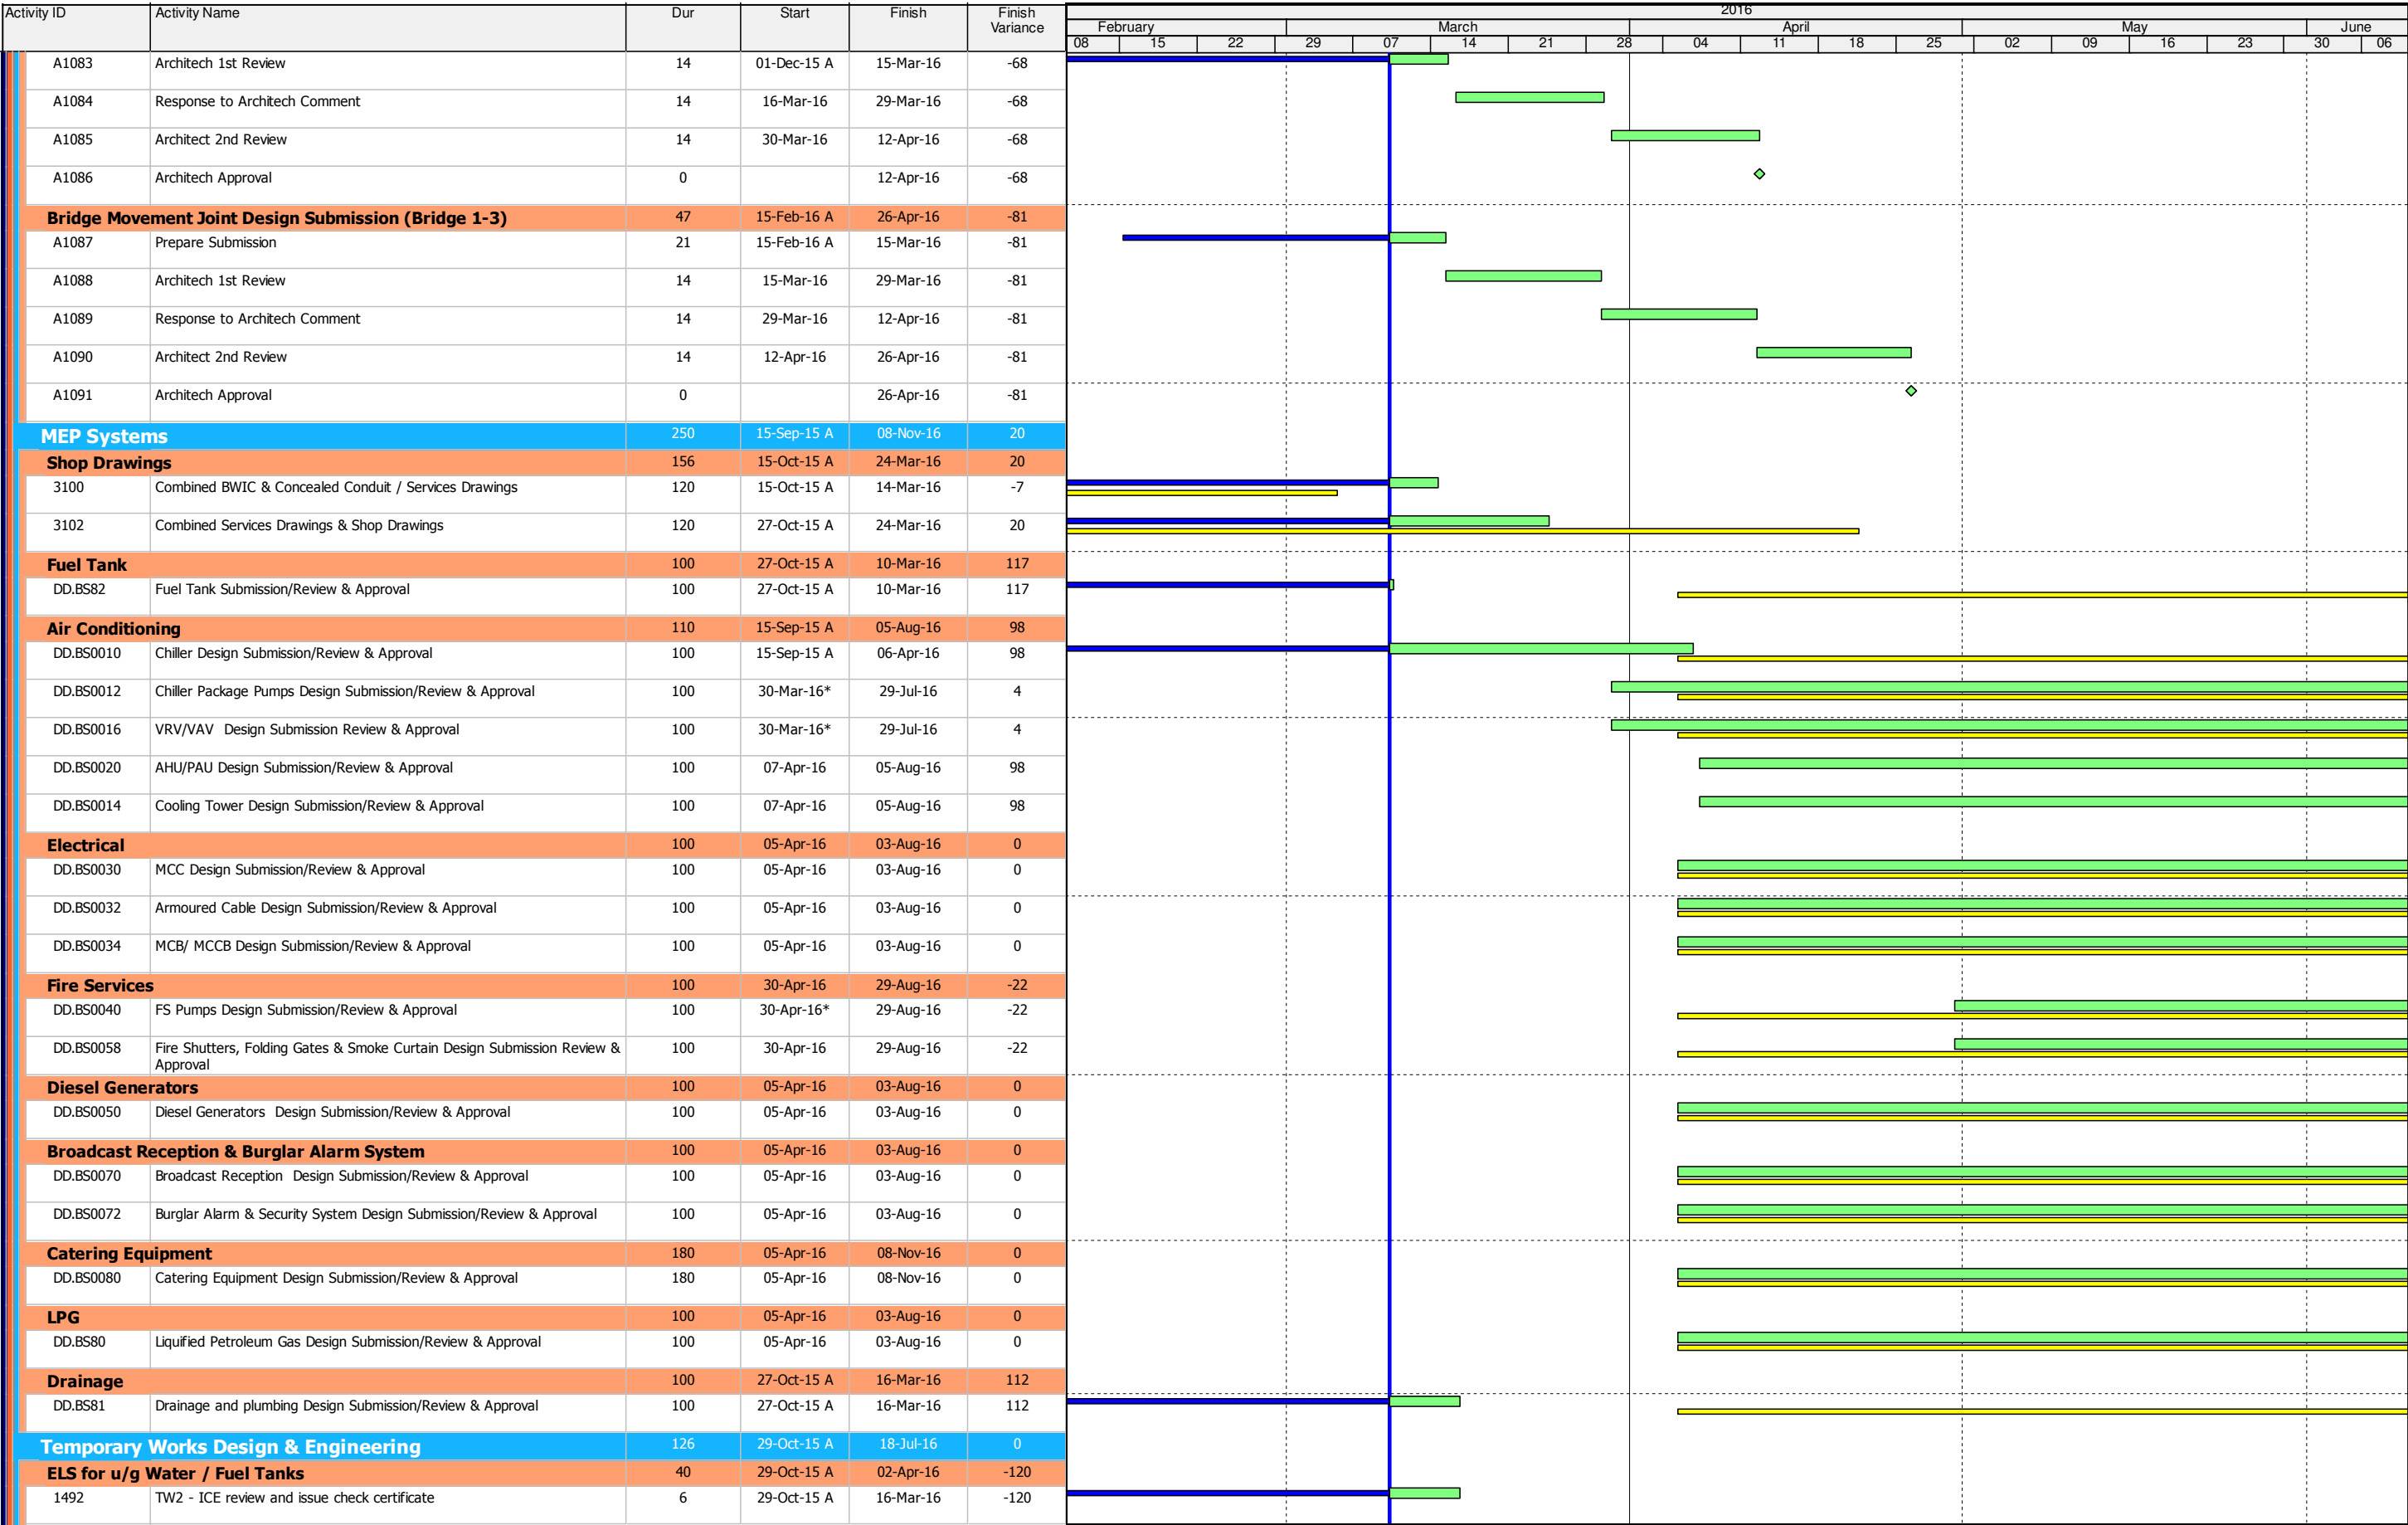 Activity ID Activity Name Dur Start Finish Finish Variance 2016
February March April May June
08 15 22 29 07 14 21 28 04 11 18 25 02 09 16 23 30 06
A1083 Architech 1st Review 14 01-Dec-15 A 15-Mar-16 -68
A1084 Response to Architech Comment 14 16-Mar-16 29-Mar-16 -68
A1085 Architect 2nd Review 14 30-Mar-16 12-Apr-16 -68
A1086 Architech Approval 0 12-Apr-16 -68
Bridge Movement Joint Design Submission (Bridge 1-3) 47 15-Feb-16 A 26-Apr-16 -81
A1087 Prepare Submission 21 15-Feb-16 A 15-Mar-16 -81
A1088 Architech 1st Review 14 15-Mar-16 29-Mar-16 -81
A1089 Response to Architech Comment 14 29-Mar-16 12-Apr-16 -81
A1090 Architect 2nd Review 14 12-Apr-16 26-Apr-16 -81
A1091 Architech Approval 0 26-Apr-16 -81
MEP Systems 250 15-Sep-15 A 08-Nov-16 20
Shop Drawings 156 15-Oct-15 A 24-Mar-16 20
3100 Combined BWIC & Concealed Conduit / Services Drawings 120 15-Oct-15 A 14-Mar-16 -7
3102 Combined Services Drawings & Shop Drawings 120 27-Oct-15 A 24-Mar-16 20
Fuel Tank 100 27-Oct-15 A 10-Mar-16 117
DD.BS82 Fuel Tank Submission/Review & Approval 100 27-Oct-15 A 10-Mar-16 117
Air Conditioning 110 15-Sep-15 A 05-Aug-16 98
DD.BS0010 Chiller Design Submission/Review & Approval 100 15-Sep-15 A 06-Apr-16 98
DD.BS0012 Chiller Package Pumps Design Submission/Review & Approval 100 30-Mar-16* 29-Jul-16 4
DD.BS0016 VRV/VAV Design Submission Review & Approval 100 30-Mar-16* 29-Jul-16 4
DD.BS0020 AHU/PAU Design Submission/Review & Approval 100 07-Apr-16 05-Aug-16 98
DD.BS0014 Cooling Tower Design Submission/Review & Approval 100 07-Apr-16 05-Aug-16 98
Electrical 100 05-Apr-16 03-Aug-16 0
DD.BS0030 MCC Design Submission/Review & Approval 100 05-Apr-16 03-Aug-16 0
DD.BS0032 Armoured Cable Design Submission/Review & Approval 100 05-Apr-16 03-Aug-16 0
DD.BS0034 MCB/ MCCB Design Submission/Review & Approval 100 05-Apr-16 03-Aug-16 0
Fire Services 100 30-Apr-16 29-Aug-16 -22
DD.BS0040 FS Pumps Design Submission/Review & Approval 100 30-Apr-16* 29-Aug-16 -22
DD.BS0058 Fire Shutters, Folding Gates & Smoke Curtain Design Submission Review & 100 30-Apr-16 29-Aug-16 -22
Approval
Diesel Generators 100 05-Apr-16 03-Aug-16 0
DD.BS0050 Diesel Generators Design Submission/Review & Approval 100 05-Apr-16 03-Aug-16 0
Broadcast Reception & Burglar Alarm System 100 05-Apr-16 03-Aug-16 0
DD.BS0070 Broadcast Reception Design Submission/Review & Approval 100 05-Apr-16 03-Aug-16 0
DD.BS0072 Burglar Alarm & Security System Design Submission/Review & Approval 100 05-Apr-16 03-Aug-16 0
Catering Equipment 180 05-Apr-16 08-Nov-16 0
DD.BS0080 Catering Equipment Design Submission/Review & Approval 180 05-Apr-16 08-Nov-16 0
LPG 100 05-Apr-16 03-Aug-16 0
DD.BS80 Liquified Petroleum Gas Design Submission/Review & Approval 100 05-Apr-16 03-Aug-16 0
Drainage 100 27-Oct-15 A 16-Mar-16 112
DD.BS81 Drainage and plumbing Design Submission/Review & Approval 100 27-Oct-15 A 16-Mar-16 112
Temporary Works Design & Engineering 126 29-Oct-15 A 18-Jul-16 0
ELS for u/g Water / Fuel Tanks 40 29-Oct-15 A 02-Apr-16 -120
1492 TW2 - ICE review and issue check certificate 6 29-Oct-15 A 16-Mar-16 -120